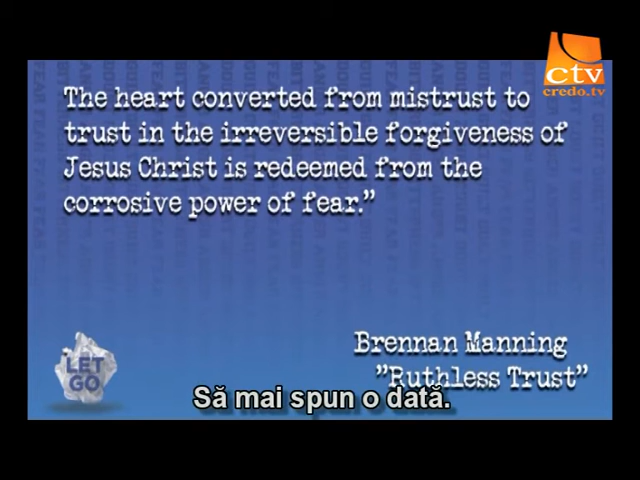 ctv
credo.tv
The heart converted from mistrust to
trust in the irreversible forgiveness of
Jesus Christ is redeemed from the
corrosive power of fear.”
Brennan Manning
”Ruthless Trust”
LET
GO
Să mai spun o dată.